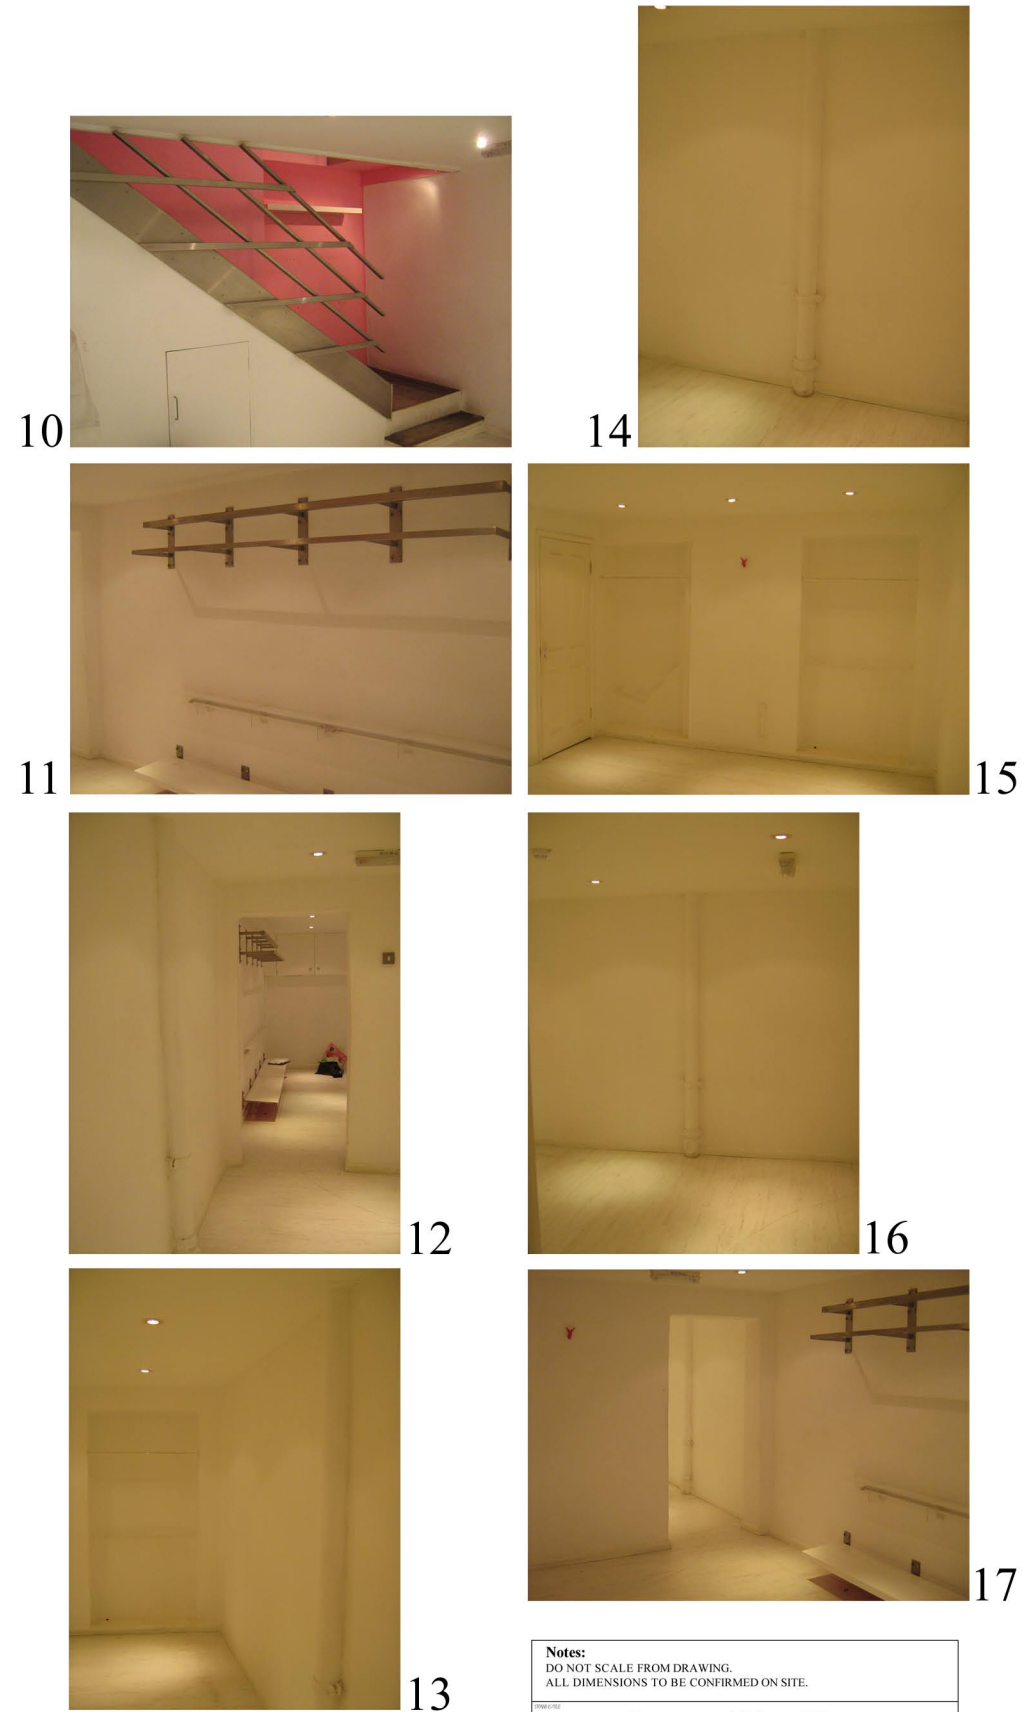 10
14
11
15
12
16
13
17
Notes:
DO NOT SCALE FROM DRAWING.
ALL DIMENSIONS TO BE CONFIRMED ON SITE.